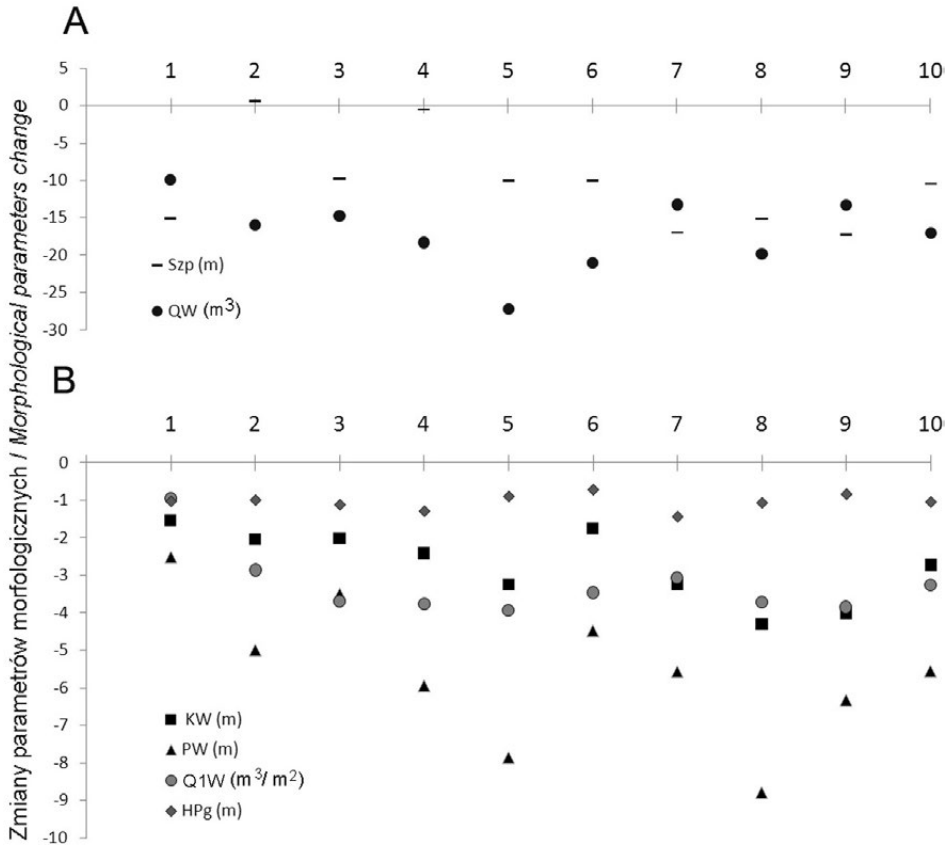 A
5
1 2 3 4 5 6 7 8 9 10
0
-5
-10
-15
-20
-25
-30
Szp (m)
QW (m³)
Zmiany parametrów morfologicznych / Morphological parameters change
B
1 2 3 4 5 6 7 8 9 10
0
-1
-2
-3
-4
-5
-6
-7
-8
-9
-10
KW (m)
PW (m)
Q1W (m³/ m²)
HPg (m)